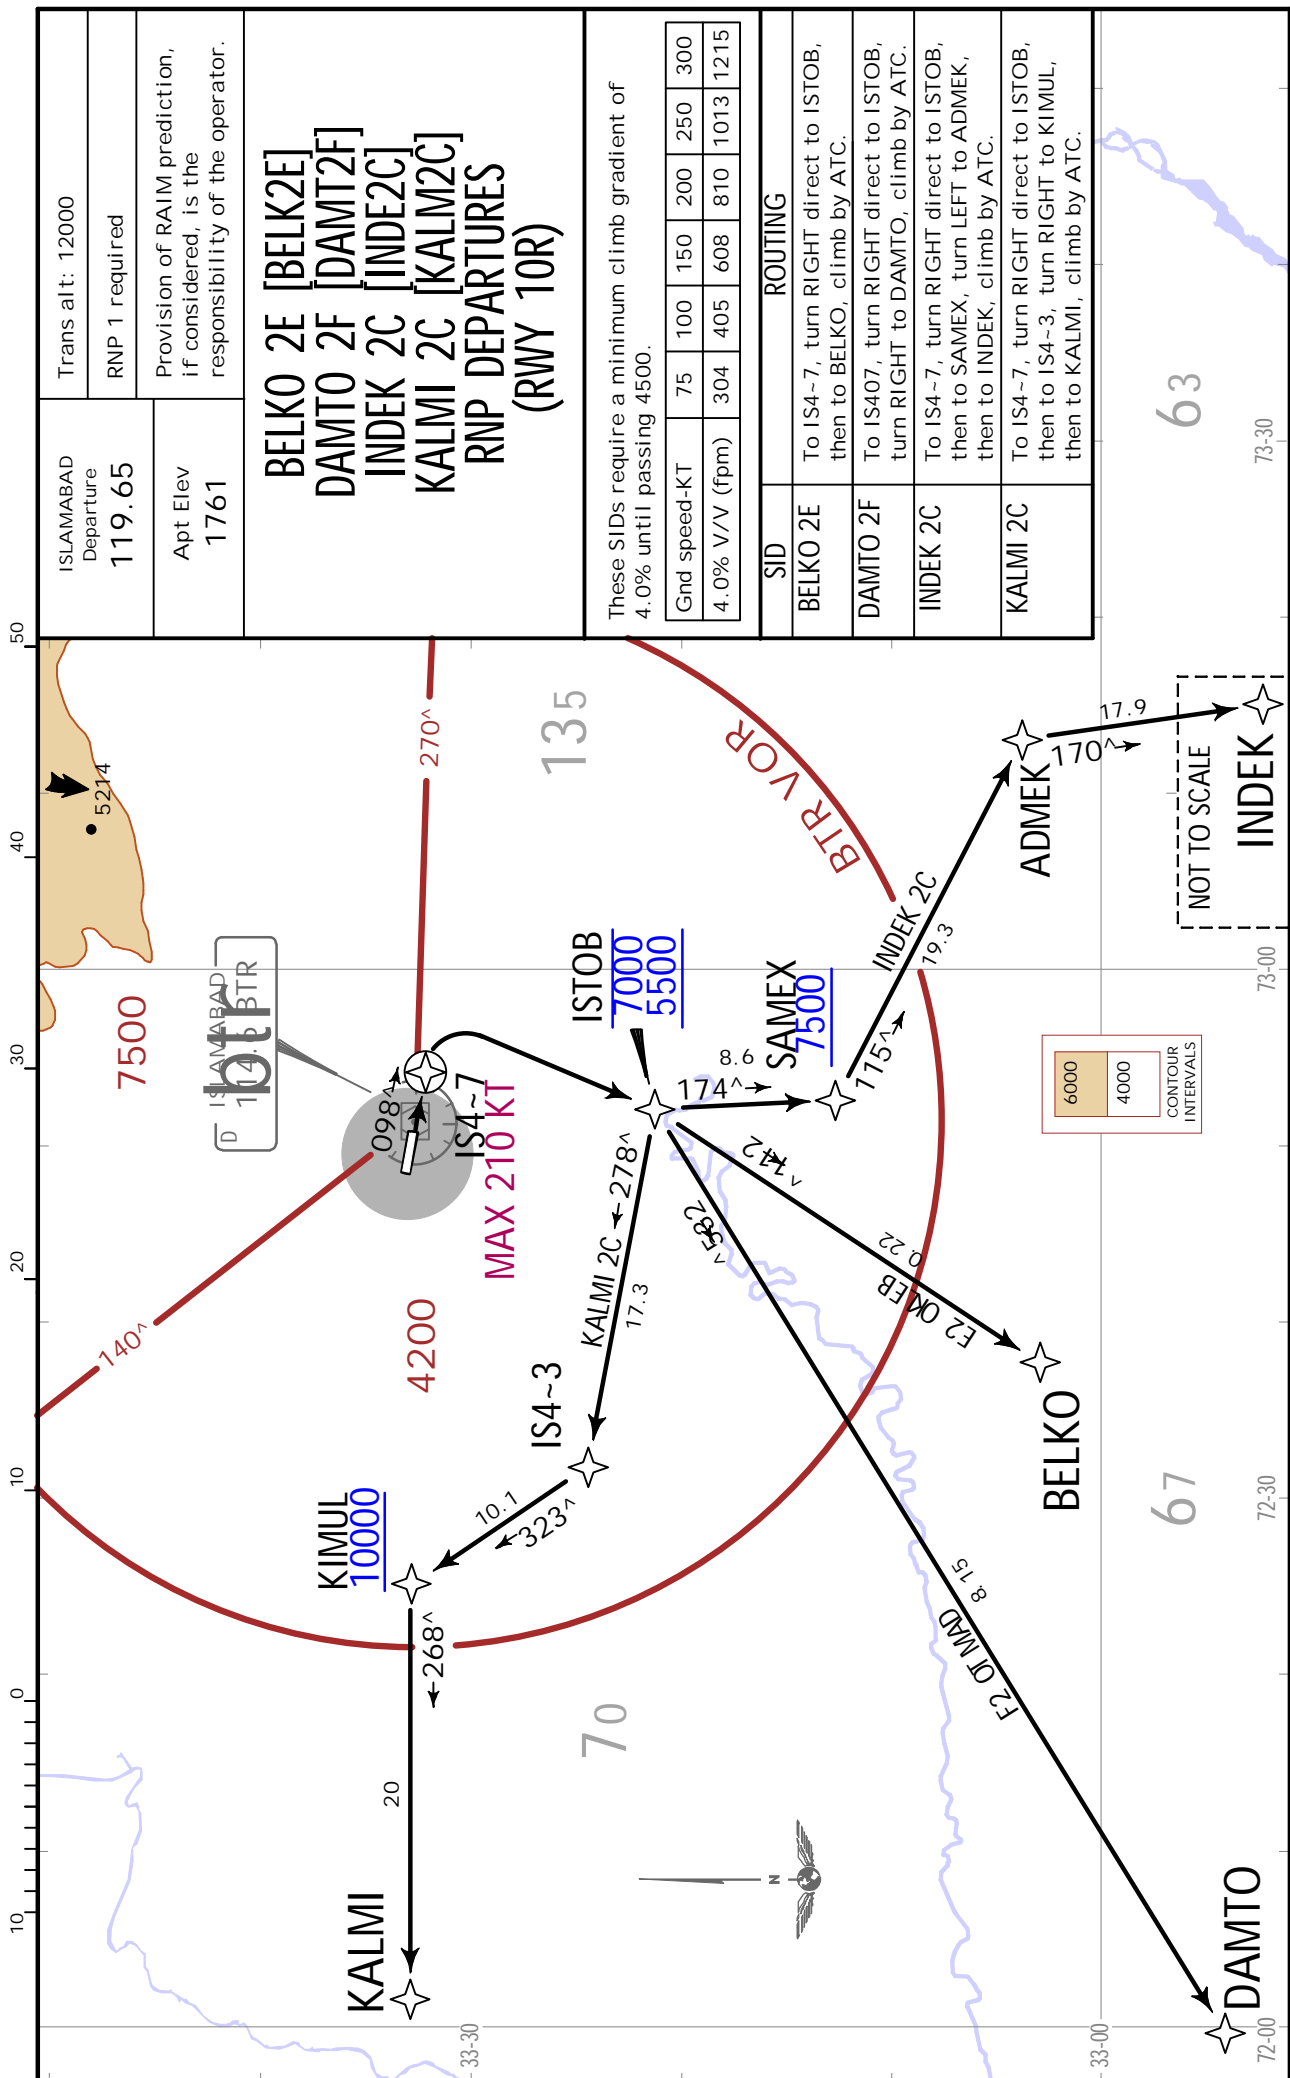 ISLAMABAD
Departure
119.65
Apt Elev
1761
Trans alt: 12000
RNP 1 required
Provision of RAIM prediction,
if considered, is the
responsibility of the operator.
BELKO 2E [BELK2E]
DAMTO 2F [DAMT2F]
INDEK 2C [INDE2C]
KALMI 2C [KALM2C]
RNP DEPARTURES
(RWY 10R)
These SIDs require a minimum climb gradient of
4.0% until passing 4500.
Gnd speed-KT 75 100 150 200 250 300
4.0% V/V (fpm) 304 405 608 810 1013 1215
SID ROUTING
BELKO 2E To IS4~7, turn RIGHT direct to ISTOB,
then to BELKO, climb by ATC.
DAMTO 2F To IS407, turn RIGHT direct to ISTOB,
turn RIGHT to DAMTO, climb by ATC.
INDEK 2C To IS4~7, turn RIGHT direct to ISTOB,
then to SAMEX, turn LEFT to ADMEK,
then to INDEK, climb by ATC.
KALMI 2C To IS4~7, turn RIGHT direct to ISTOB,
then to IS4~3, turn RIGHT to KIMUL,
then to KALMI, climb by ATC.
10 0 10 20 30 40 50
5214
7500
D
ISLAMABAD
BTR
btr
140^
270^
098^
IS4~7
MAX 210 KT
4200
135
BTR VOR
ISTOB
7000
5500
KIMUL
10000
IS4~3
10.1
323^
KALMI 2C
278^
17.3
268^
20
KALMI
174^
8.6
SAMEX
7500
115^
INDEK 2C
19.3
ADMEK
170^
17.9
NOT TO SCALE
INDEK
0.22
E2 OKLEB
BELKO
8.15
F2 OTMAD
DAMTO
70
67
63
N
6000
4000
CONTOUR
INTERVALS
33-30
33-00
72-00
72-30
73-00
73-30